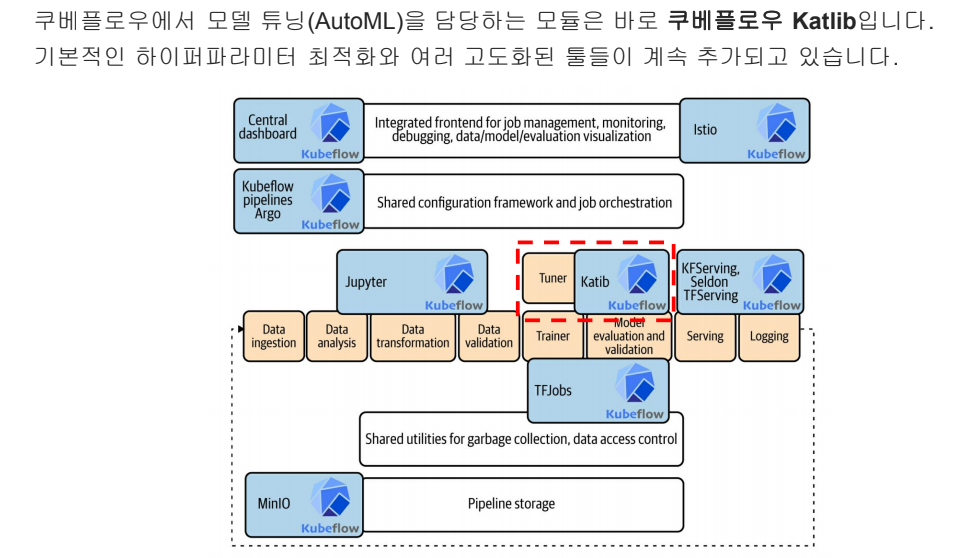 쿠베플로우에서 모델 튜닝(AutoML)을 담당하는 모듈은 바로 쿠베플로우 Katlib입니다.
기본적인 하이퍼파라미터 최적화와 여러 고도화된 툴들이 계속 추가되고 있습니다.
Central
dashboard
Kubeflow
Integrated frontend for job management, monitoring,
debugging, data/model/evaluation visualization
Istio
Kubeflow
Kubeflow
pipelines
Argo
Kubeflow
Shared configuration framework and job orchestration
Jupyter
Kubeflow
Tuner
Katib
Kubeflow
KFServing,
Seldon
TFServing
Kubeflow
Data
ingestion
Data
analysis
Data
transformation
Data
validation
Trainer
Model
evaluation and
validation
Serving
Logging
TFJobs
Kubeflow
Shared utilities for garbage collection, data access control
MinIO
Kubeflow
Pipeline storage